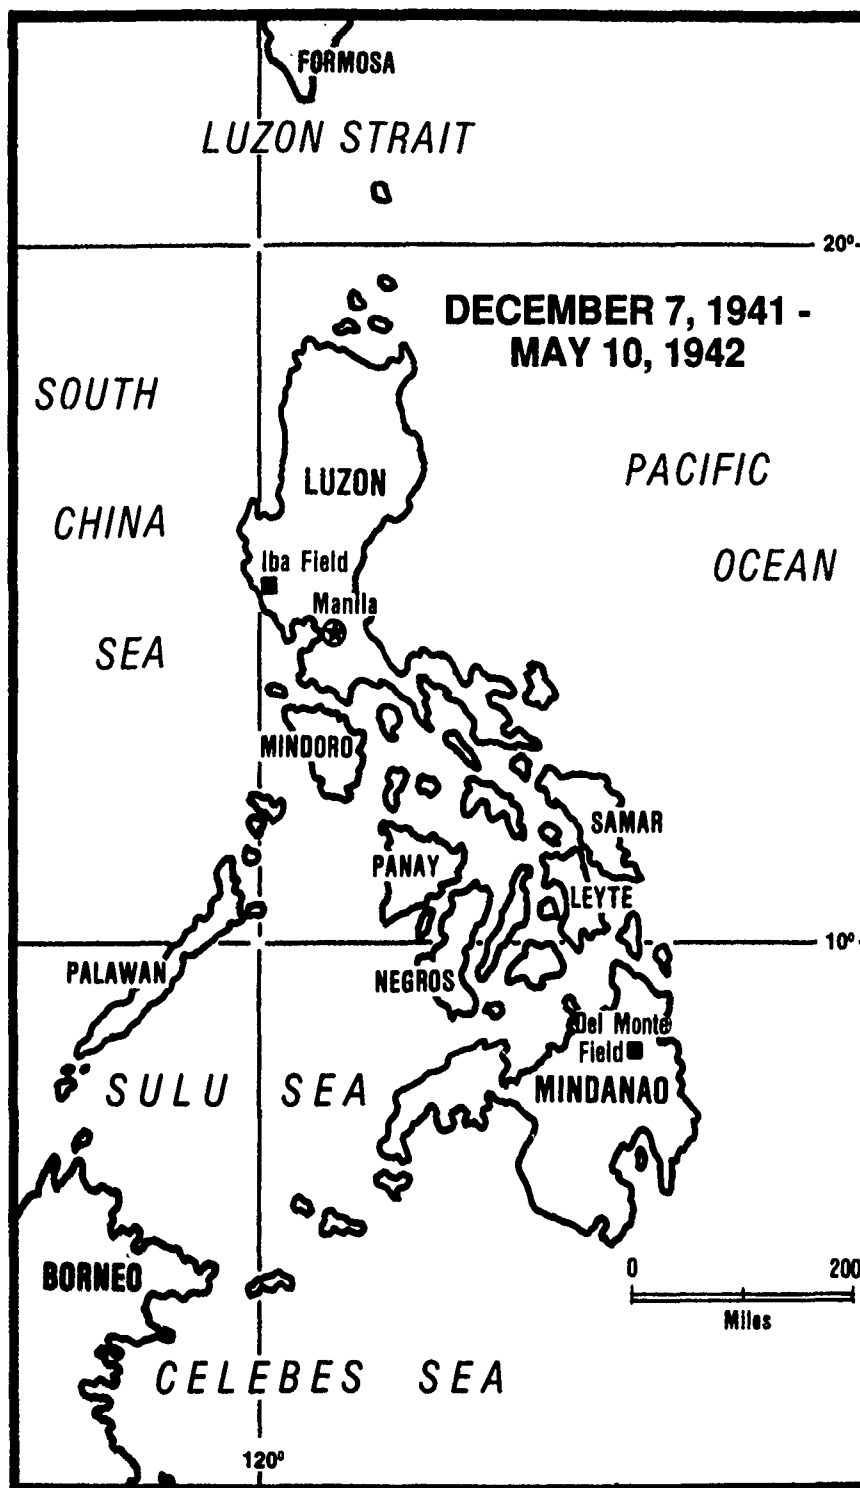 FORMOSA
LUZON STRAIT
20°
DECEMBER 7, 1941 -
MAY 10, 1942
SOUTH
CHINA
SEA
PACIFIC
OCEAN
LUZON
Iba Field
Manila
MINDORO
SAMAR
PANAY
LEYTE
10°
PALAWAN
NEGROS
Del Monte
Field
MINDANAO
SULU SEA
BORNEO
0 200
Miles
CELEBES SEA
120°